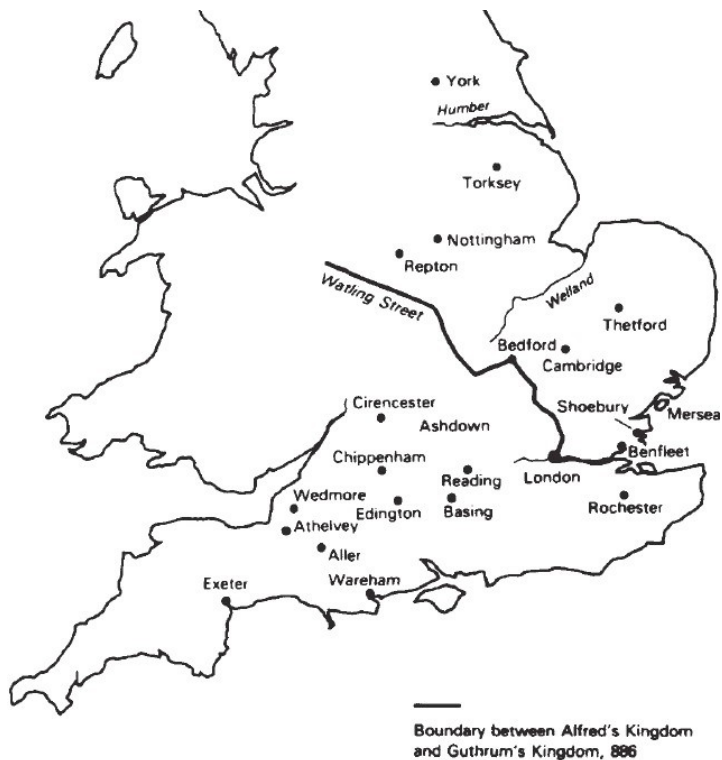 York
Humber
Torksey
Nottingham
Repton
Welland
Watling Street
Thetford
Bedford
Cambridge
Cirencester
Ashdown
Shoebury
Mersea
Benfleet
Chippenham
Reading
London
Wedmore
Edington
Basing
Rochester
Athelvey
Aller
Wareham
Exeter
Boundary between Alfred's Kingdom
and Guthrum's Kingdom, 886